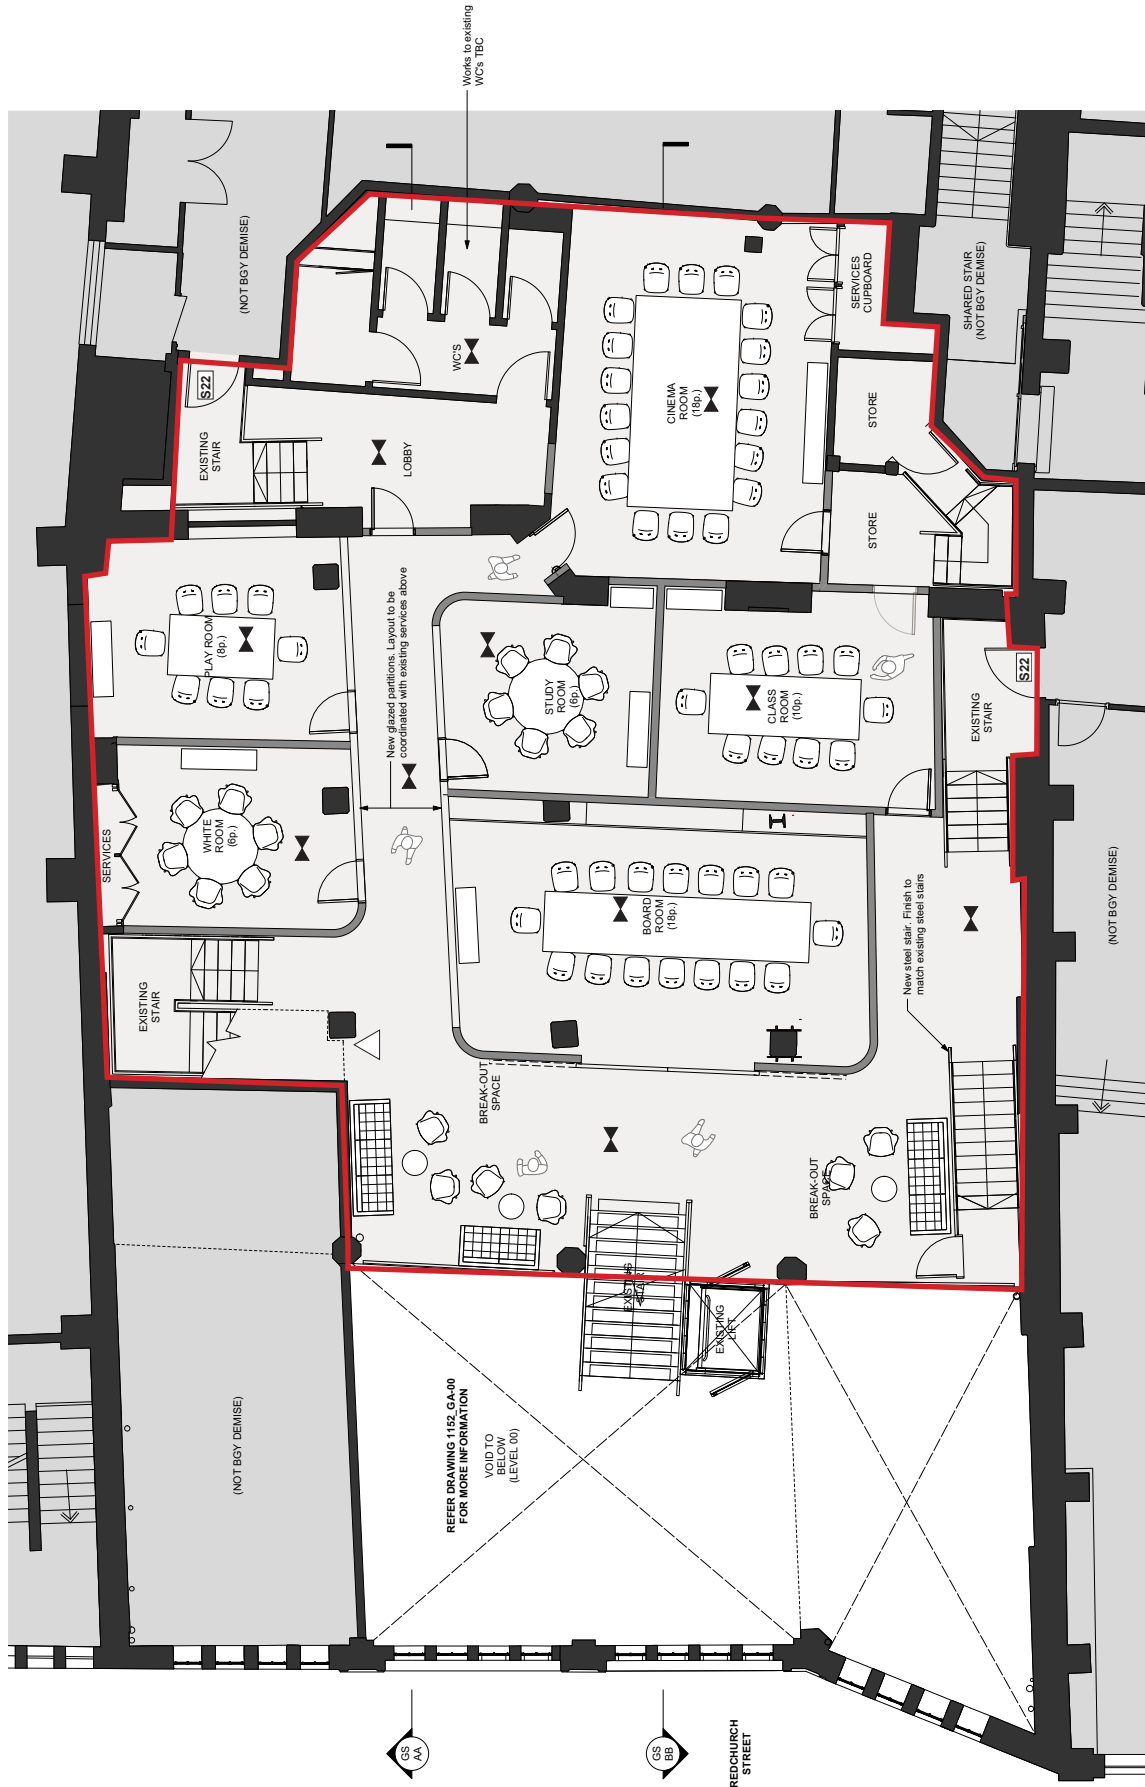 Works to existing
WC's TBC
(NOT BGY DEMISE)
SHARED STAIR
(NOT BGY DEMISE)
SERVICES
CUPBOARD
S22
EXISTING
STAIR
WC'S
LOBBY
CINEMA
ROOM
(18p.)
STORE
STORE
PLAY ROOM
(8p.)
New glazed partitions. Layout to be
coordinated with existing services above
STUDY
ROOM
(6p.)
CLASS
ROOM
(10p.)
S22
EXISTING
STAIR
SERVICES
WHITE
ROOM
(6p.)
BOARD
ROOM
(18p.)
(NOT BGY DEMISE)
New steel stair . Finish to
match existing steel stairs
EXISTING
STAIR
BREAK-OUT
SPACE
BREAK-OUT
SPACE
EXISTING
STAIR
EXISTING
LIFT
(NOT BGY DEMISE)
REFER DRAWING 1152_GA-00
FOR MORE INFORMATION
VOID TO
BELOW
(LEVEL 00)
GS
AA
GS
BB
REDCHURCH
STREET